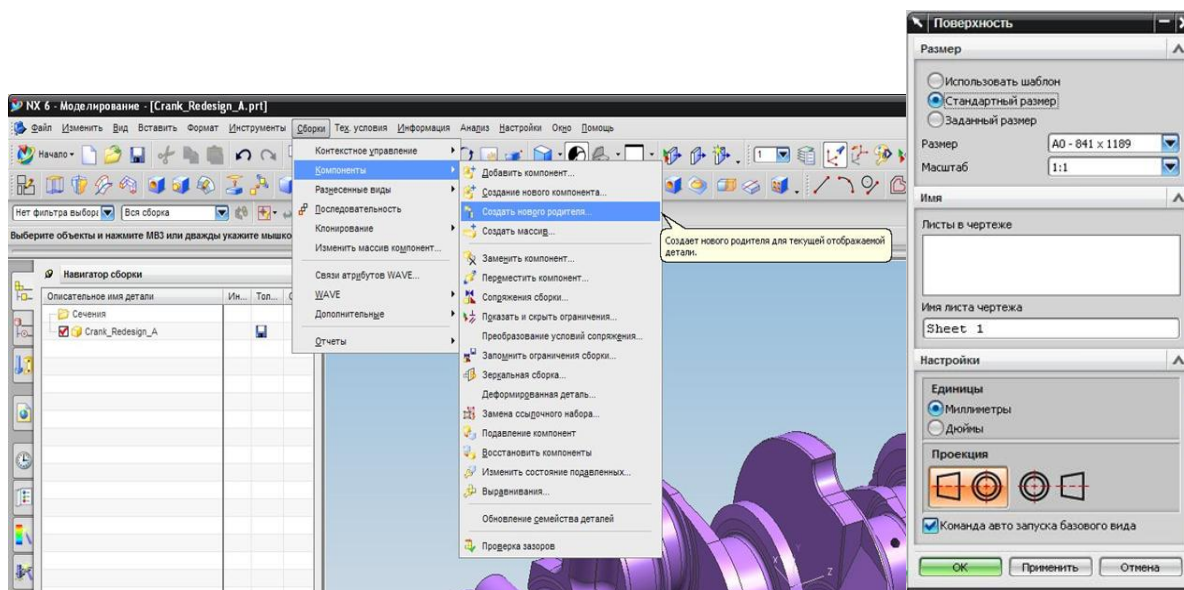 NX 6 - Моделирование - [Crank_Redesign_A.prt]
Файл Изменить Вид Вставить Формат Инструменты Сборки Тех. условия Информация Анализ Настройки Окно Помощь
Начало
Нет фильтра выбора Вся сборка
Выберите объекты и нажмите MB3 или дважды укажите мышко
Навигатор сборки
Описательное имя детали Ин... Топ...
Сечения
Crank_Redesign_A
Контекстное управление
Компоненты
Разнесенные виды
Последовательность
Клонирование
Изменить массив компонент...
Связи атрибутов WAVE...
WAVE
Дополнительные
Отчеты
Добавить компонент...
Создание нового компонента...
Создать нового родителя...
Создать массив...
Заменить компонент...
Переместить компонент...
Сопряжения сборки...
Показать и скрыть ограничения...
Преобразование условий сопряжения...
Запомнить ограничения сборки...
Зеркальная сборка...
Деформированная деталь...
Замена ссылочного набора...
Подавление компонент
Восстановить компоненты
Изменить состояние подавленных...
Выравнивания...
Обновление семейства деталей
Проверка зазоров
Создает нового родителя для текущей отображаемой
детали.
1
X
Z
Поверхность
Размер
Использовать шаблон
Стандартный размер
Заданный размер
Размер A0 - 841 x 1189
Масштаб 1:1
Имя
Листы в чертеже
Имя листа чертежа
Sheet 1
Настройки
Единицы
Миллиметры
Дюймы
Проекция
Команда авто запуска базового вида
OK Применить Отмена